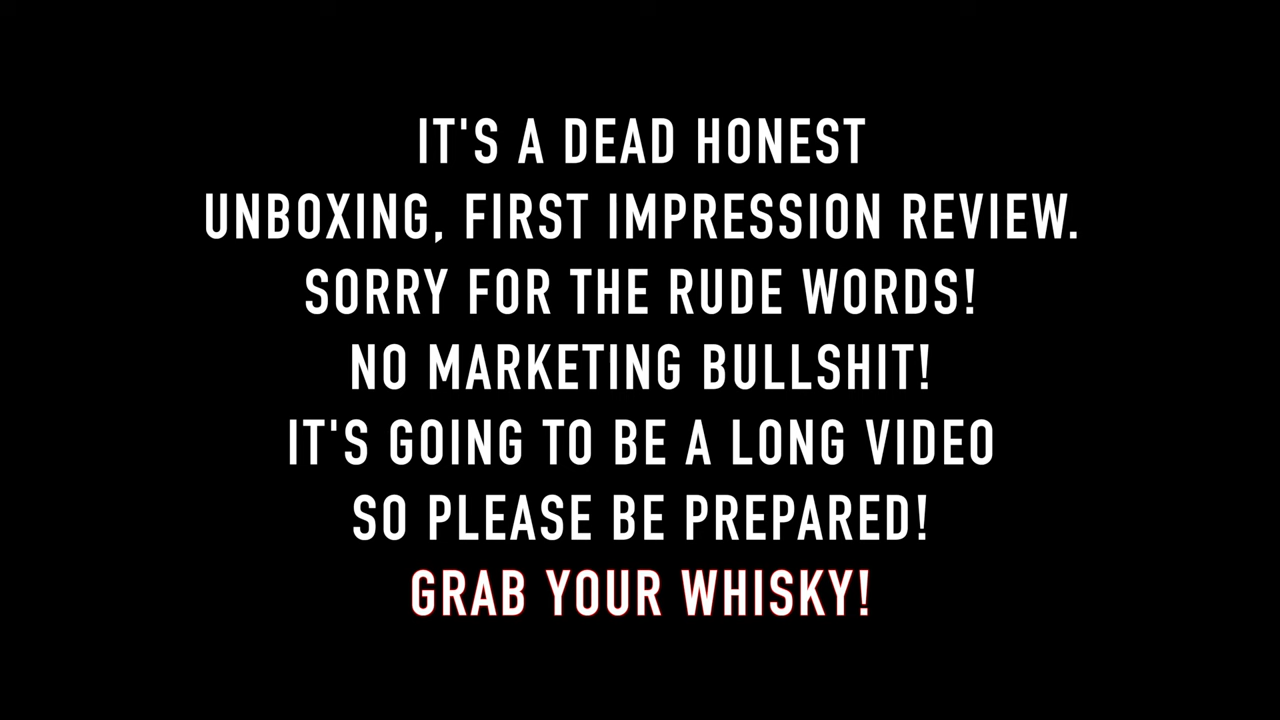 IT'S A DEAD HONEST
UNBOXING, FIRST IMPRESSION REVIEW.
SORRY FOR THE RUDE WORDS!
NO MARKETING BULLSHIT!
IT'S GOING TO BE A LONG VIDEO
SO PLEASE BE PREPARED!
GRAB YOUR WHISKY!